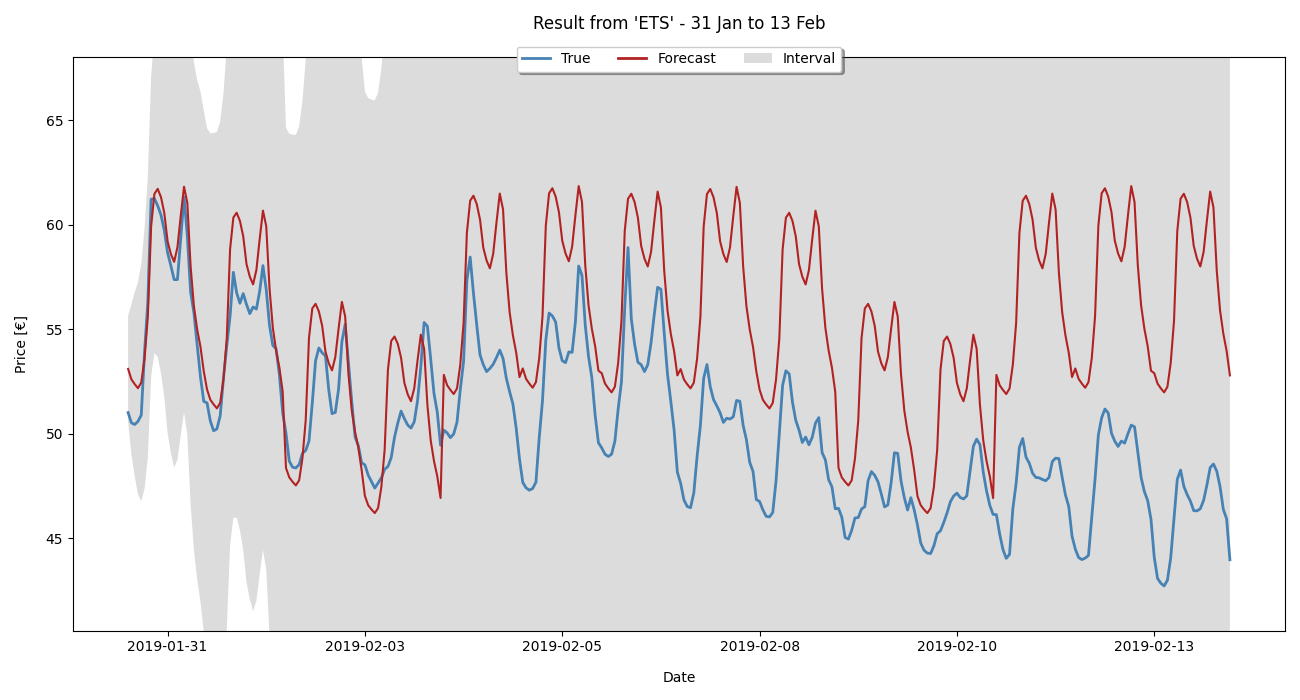 Result from 'ETS' - 31 Jan to 13 Feb
True Forecast Interval
Price [€]
65
60
55
50
45
2019-01-31 2019-02-03 2019-02-05 2019-02-08 2019-02-10 2019-02-13
Date